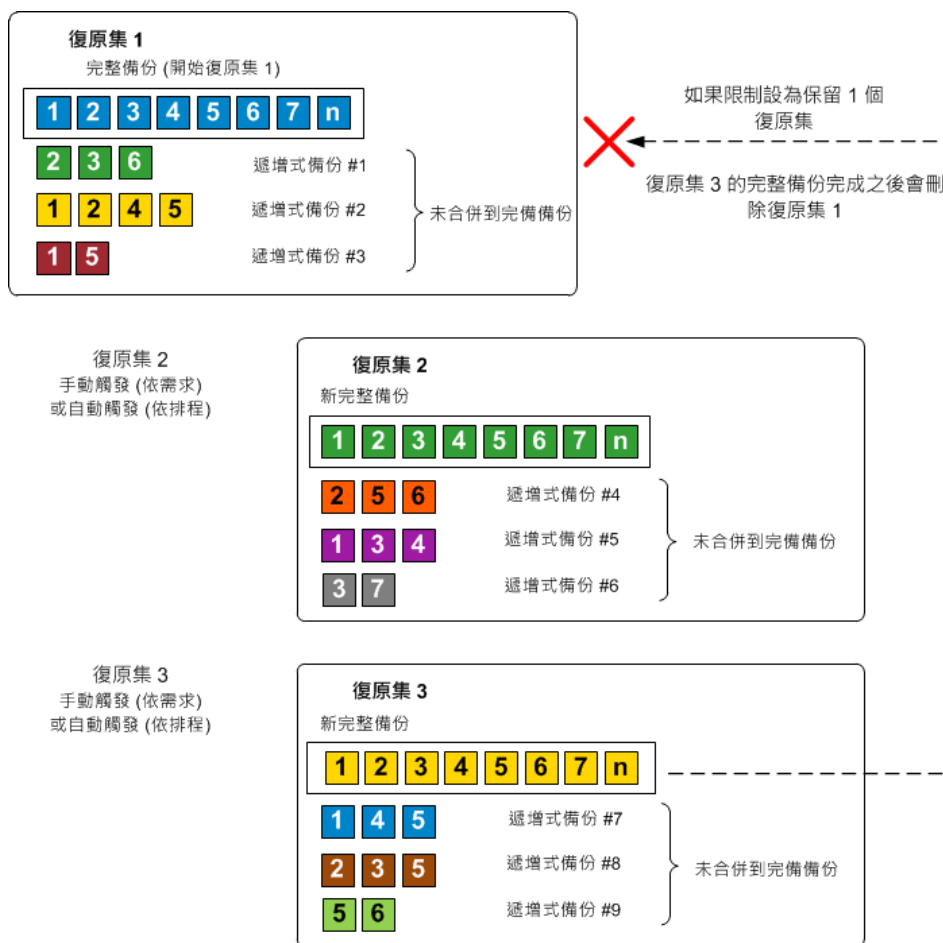 復原集 1
完整備份 (開始復原集 1)
1 2 3 4 5 6 7 n
2 3 6 遞增式備份 #1
1 2 4 5 遞增式備份 #2
1 5 遞增式備份 #3
未合併到完備備份
如果限制設為保留 1 個
復原集
復原集 3 的完整備份完成之後會刪
除復原集 1
復原集 2
手動觸發 (依需求)
或自動觸發 (依排程)
復原集 2
新完整備份
1 2 3 4 5 6 7 n
2 5 6 遞增式備份 #4
1 3 4 遞增式備份 #5
3 7 遞增式備份 #6
未合併到完備備份
復原集 3
手動觸發 (依需求)
或自動觸發 (依排程)
復原集 3
新完整備份
1 2 3 4 5 6 7 n
1 4 5 遞增式備份 #7
2 3 5 遞增式備份 #8
5 6 遞增式備份 #9
未合併到完備備份